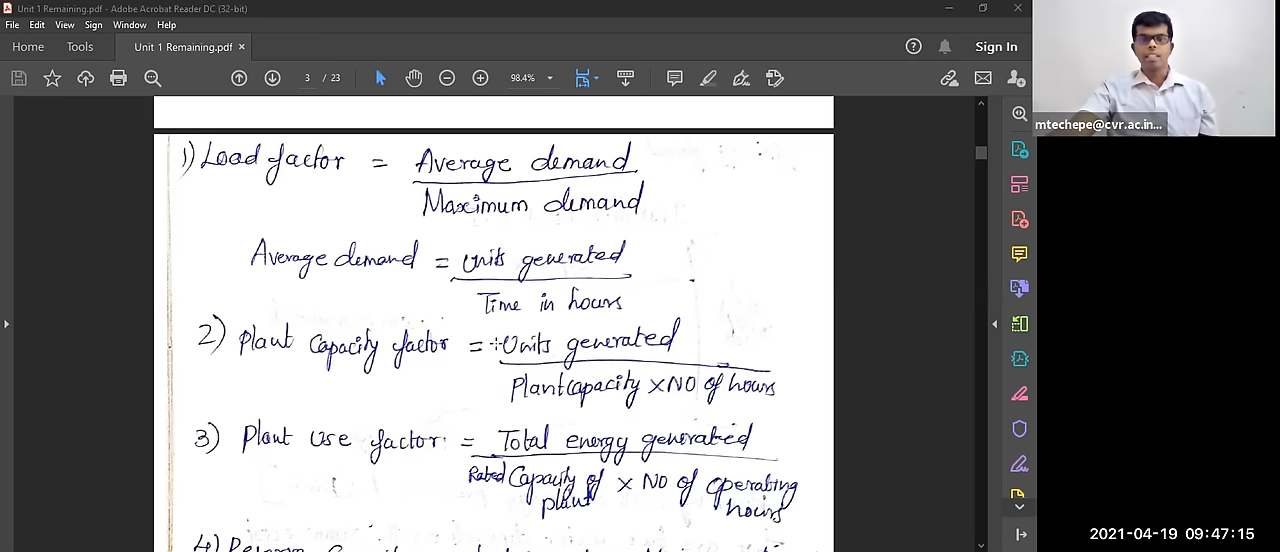 Unit 1 Remaining.pdf - Adobe Acrobat Reader DC (32-bit)
File Edit View Sign Window Help
Home Tools Unit 1 Remaining.pdf × Sign In
3 / 23 98.4%
mtechepe@cvr.ac.in...
1) Load factor = Average demand
Maximum demand
Average demand = Units generated
Time in hours
2) Plant Capacity factor = Units generated
Plant capacity × NO of hours
3) Plant Use factor = Total energy generated
Rated Capacity of plant × NO of operating hours
4)
2021-04-19 09:47:15